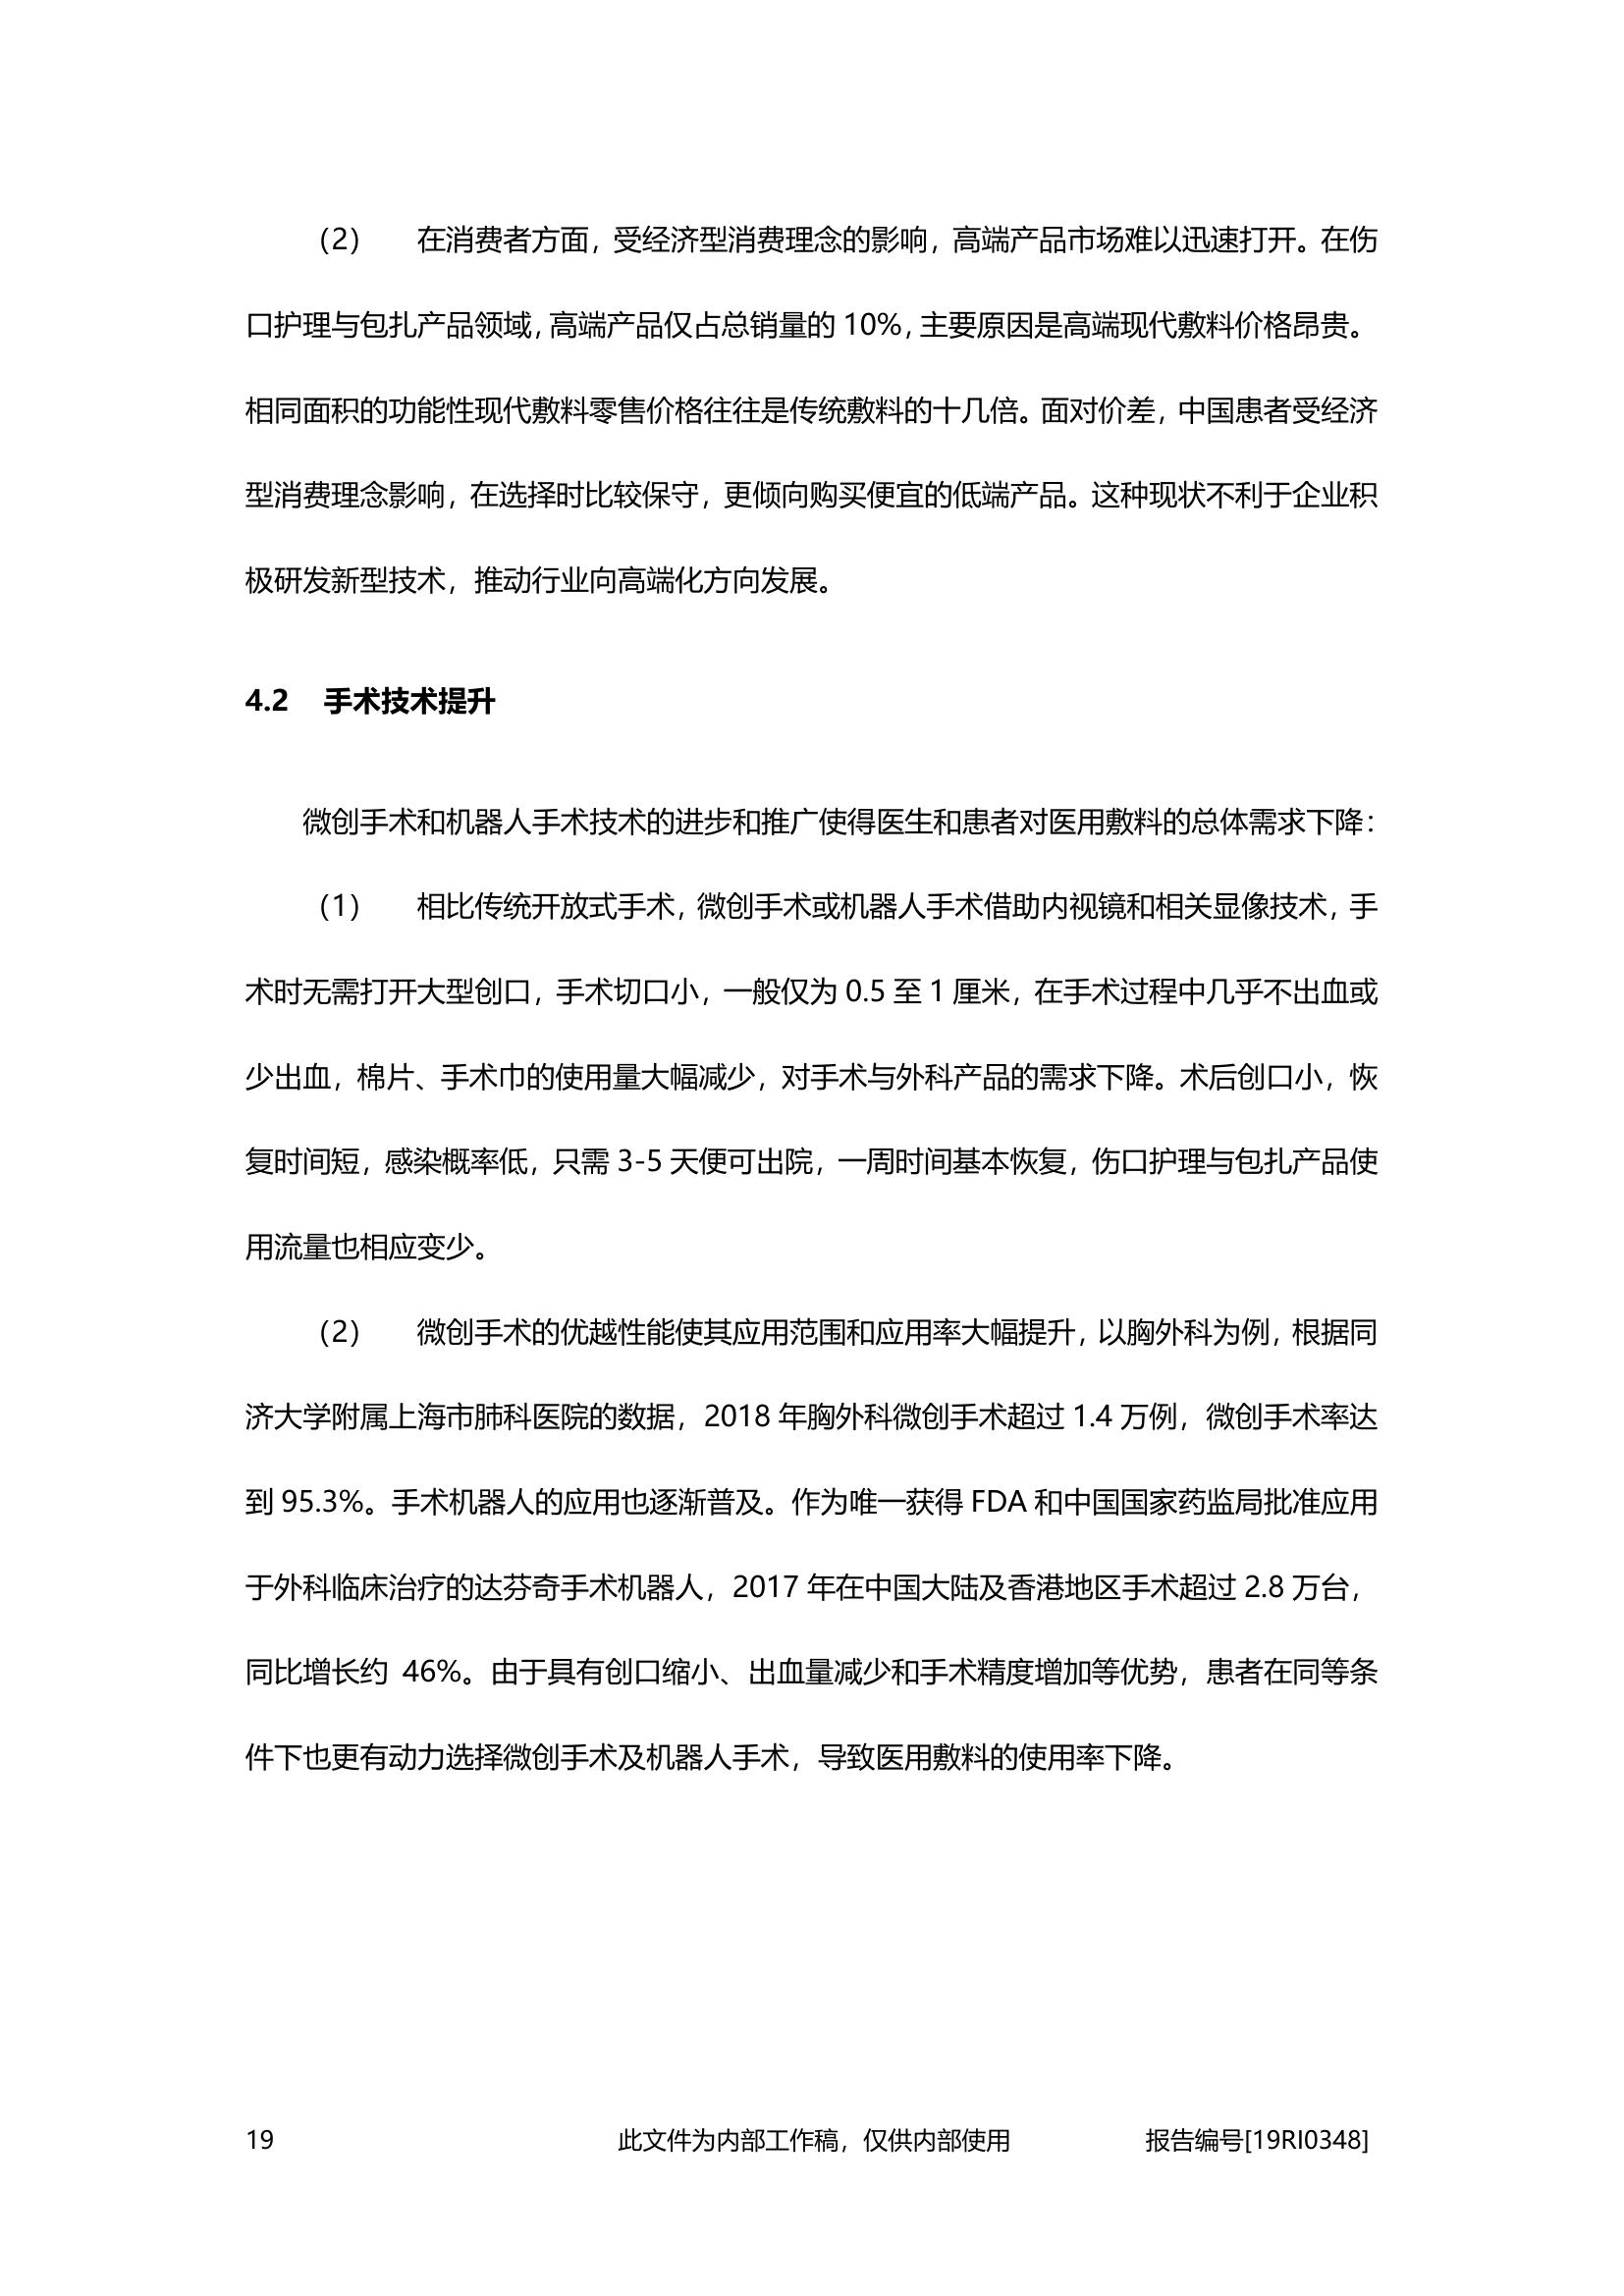 （2） 在消费者方面，受经济型消费理念的影响，高端产品市场难以迅速打开。在伤
口护理与包扎产品领域，高端产品仅占总销量的 10%，主要原因是高端现代敷料价格昂贵。
相同面积的功能性现代敷料零售价格往往是传统敷料的十几倍。面对价差，中国患者受经济
型消费理念影响，在选择时比较保守，更倾向购买便宜的低端产品。这种现状不利于企业积
极研发新型技术，推动行业向高端化方向发展。
4.2 手术技术提升
微创手术和机器人手术技术的进步和推广使得医生和患者对医用敷料的总体需求下降：
（1） 相比传统开放式手术，微创手术或机器人手术借助内视镜和相关显像技术，手
术时无需打开大型创口，手术切口小，一般仅为 0.5 至 1 厘米，在手术过程中几乎不出血或
少出血，棉片、手术巾的使用量大幅减少，对手术与外科产品的需求下降。术后创口小，恢
复时间短，感染概率低，只需 3-5 天便可出院，一周时间基本恢复，伤口护理与包扎产品使
用流量也相应变少。
（2） 微创手术的优越性能使其应用范围和应用率大幅提升，以胸外科为例，根据同
济大学附属上海市肺科医院的数据，2018 年胸外科微创手术超过 1.4 万例，微创手术率达
到 95.3%。手术机器人的应用也逐渐普及。作为唯一获得 FDA 和中国国家药监局批准应用
于外科临床治疗的达芬奇手术机器人，2017 年在中国大陆及香港地区手术超过 2.8 万台，
同比增长约 46%。由于具有创口缩小、出血量减少和手术精度增加等优势，患者在同等条
件下也更有动力选择微创手术及机器人手术，导致医用敷料的使用率下降。
19 此文件为内部工作稿，仅供内部使用 报告编号[19RI0348]